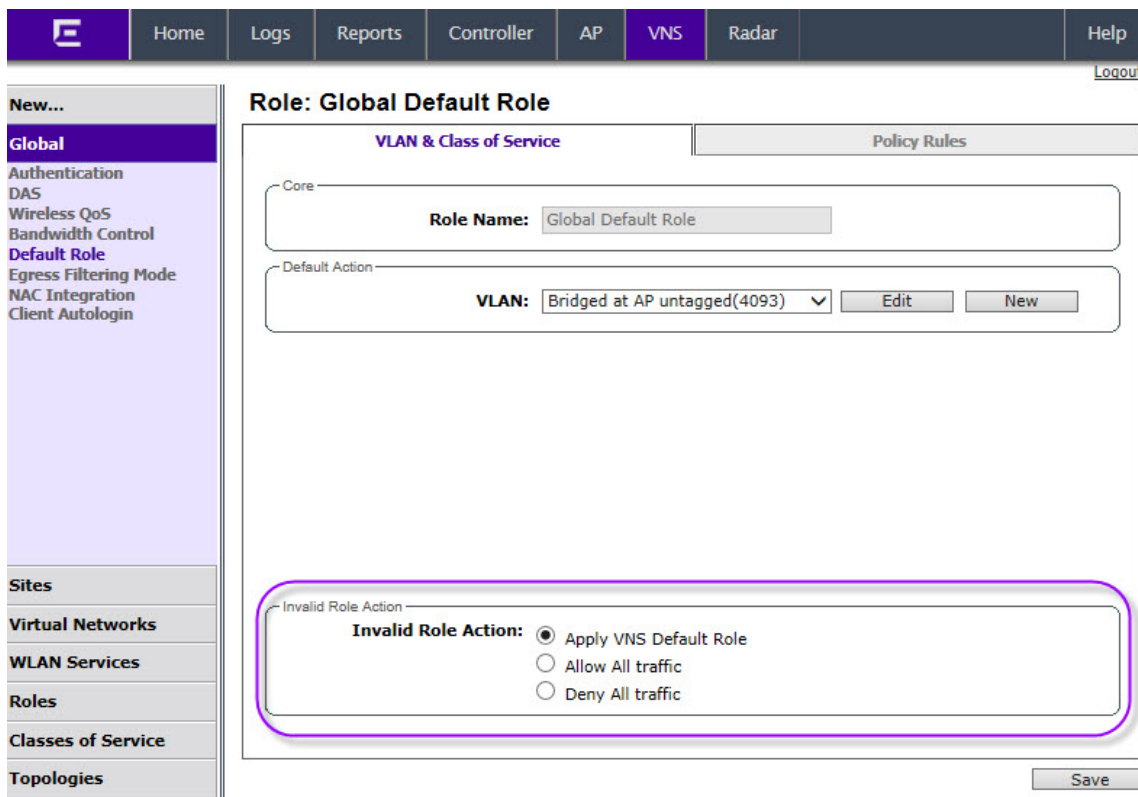 Home Logs Reports Controller AP VNS Radar Help
Logou
New...
Global
Authentication
DAS
Wireless QoS
Bandwidth Control
Default Role
Egress Filtering Mode
NAC Integration
Client Autologin
Sites
Virtual Networks
WLAN Services
Roles
Classes of Service
Topologies
Role: Global Default Role
VLAN & Class of Service
Policy Rules
Core
Role Name: Global Default Role
Default Action
VLAN: Bridged at AP untagged(4093) Edit New
Invalid Role Action
Invalid Role Action: Apply VNS Default Role
Allow All traffic
Deny All traffic
Save